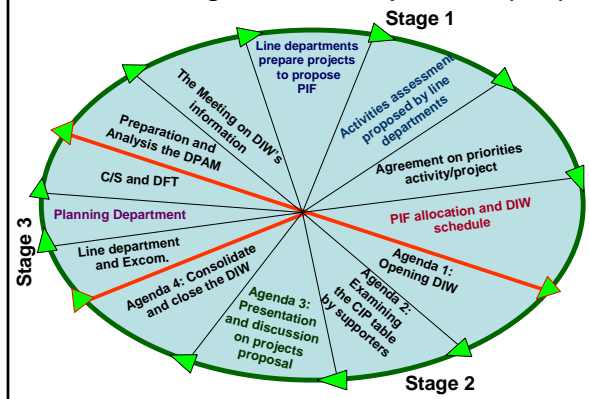 Stage 1
Line departments
prepare projects
to propose
PIF
Activities assessment
proposed by line
departments
Agreement on priorities
activity/project
PIF allocation and DIW
schedule
Agenda 1:
Opening DIW
Agenda 2:
Examining
the CIP table
by supporters
Stage 2
Agenda 3:
Presentation
and discussion
on projects
proposal
Agenda 4: Consolidate
and close the DIW
Line department
and Excom.
Stage 3
Planning Department
C/S and DFT
Preparation and
Analysis the DPAM
The Meeting on DIW's
information